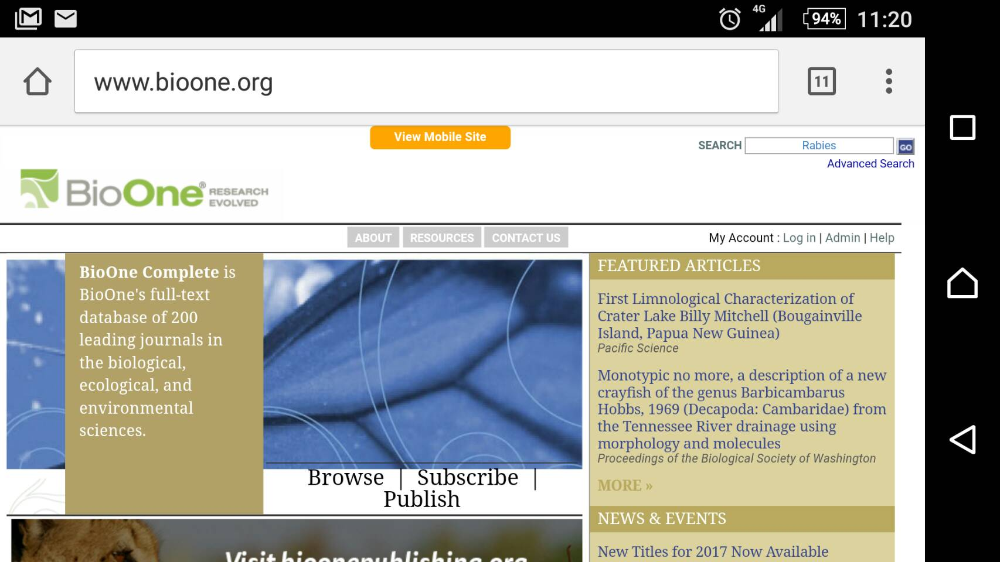 4G 94% 11:20
www.bioone.org
11
View Mobile Site
SEARCH Rabies GO
Advanced Search
BioOne® RESEARCH EVOLVED
ABOUT RESOURCES CONTACT US
My Account : Log in | Admin | Help
BioOne Complete is
BioOne's full-text
database of 200
leading journals in
the biological,
ecological, and
environmental
sciences.
Browse | Subscribe |
Publish
Visit bioonepublishing.org
FEATURED ARTICLES
First Limnological Characterization of
Crater Lake Billy Mitchell (Bougainville
Island, Papua New Guinea)
Pacific Science
Monotypic no more, a description of a new
crayfish of the genus Barbicambarus
Hobbs, 1969 (Decapoda: Cambaridae) from
the Tennessee River drainage using
morphology and molecules
Proceedings of the Biological Society of Washington
MORE »
NEWS & EVENTS
New Titles for 2017 Now Available